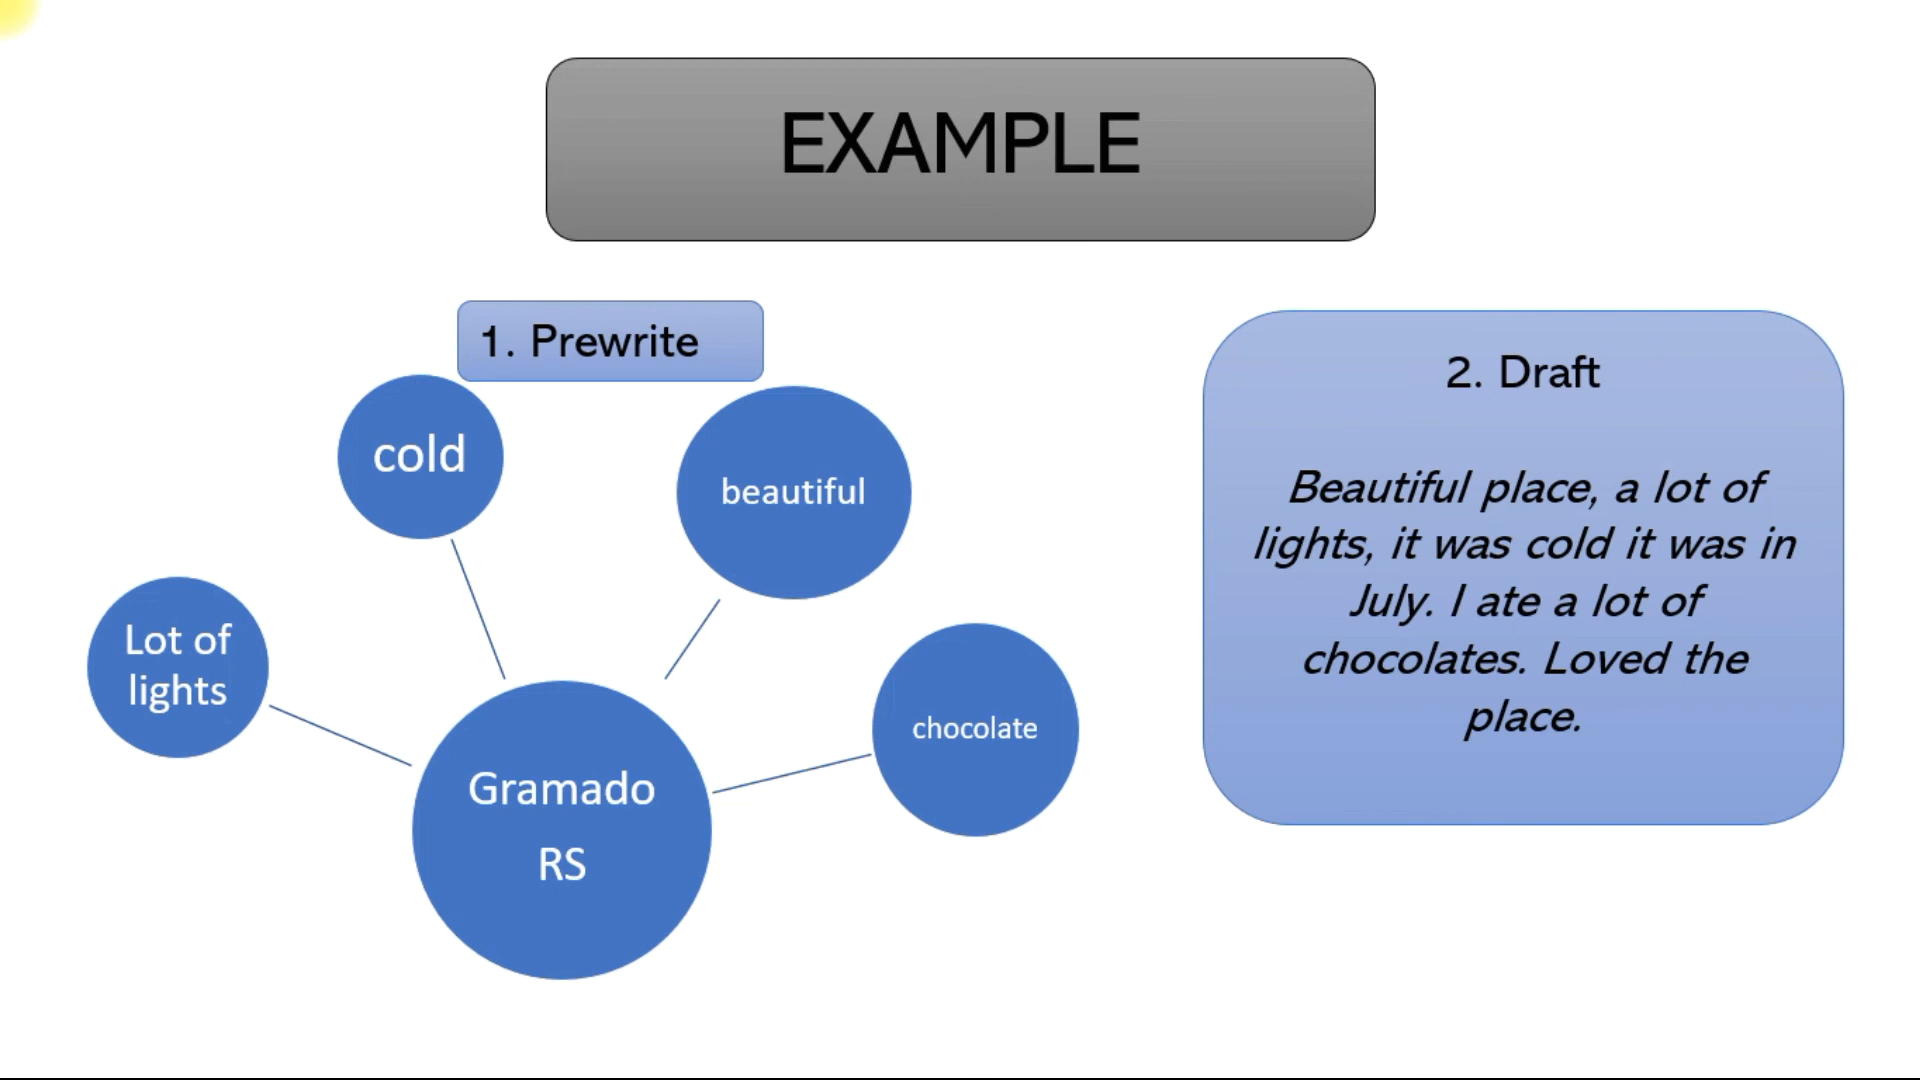 EXAMPLE
1. Prewrite
cold
beautiful
Lot of
lights
chocolate
Gramado
RS
2. Draft
Beautiful place, a lot of
lights, it was cold it was in
July. I ate a lot of
chocolates. Loved the
place.